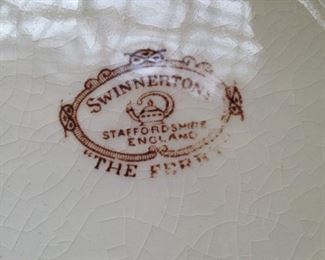 SWINNERTONS
STAFFORDSHIRE
ENGLAND
"THE FERRY